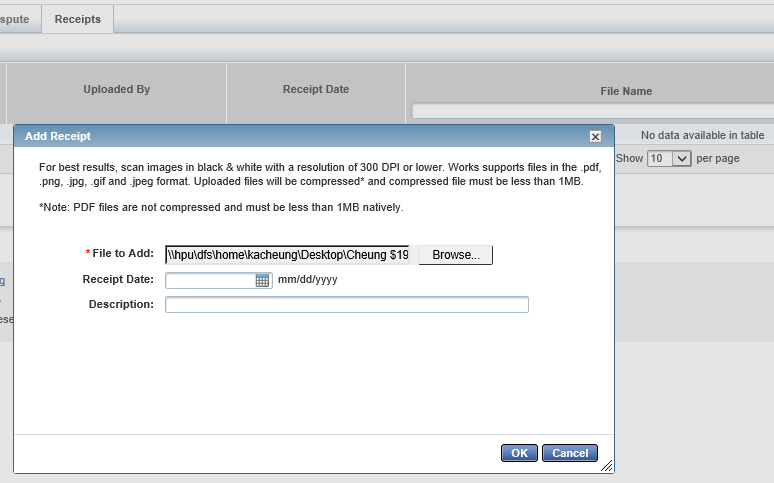 spute Receipts
Uploaded By Receipt Date File Name
Add Receipt
No data available in table
For best results, scan images in black & white with a resolution of 300 DPI or lower. Works supports files in the .pdf,
.png, .jpg, .gif and .jpeg format. Uploaded files will be compressed* and compressed file must be less than 1MB.
Show 10 per page
*Note: PDF files are not compressed and must be less than 1MB natively.
*File to Add: \\hpu\dfs\home\kacheung\Desktop\Cheung $19 Browse...
Receipt Date: mm/dd/yyyy
Description:
OK Cancel